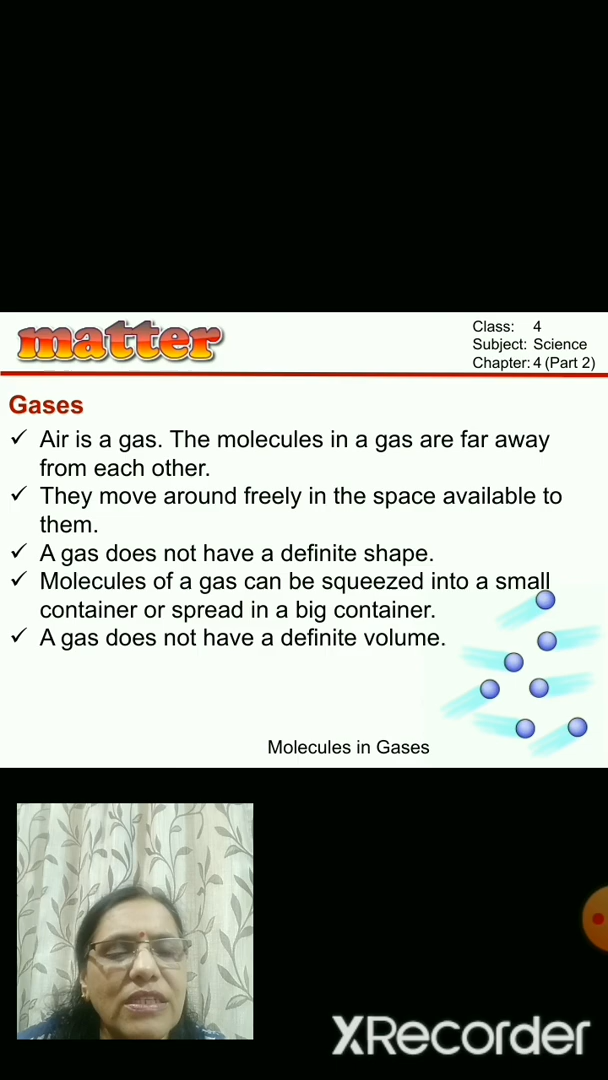 matter
Class: 4
Subject: Science
Chapter: 4 (Part 2)
Gases
✓ Air is a gas. The molecules in a gas are far away
from each other.
✓ They move around freely in the space available to
them.
✓ A gas does not have a definite shape.
✓ Molecules of a gas can be squeezed into a small
container or spread in a big container.
✓ A gas does not have a definite volume.
Molecules in Gases
XRecorder